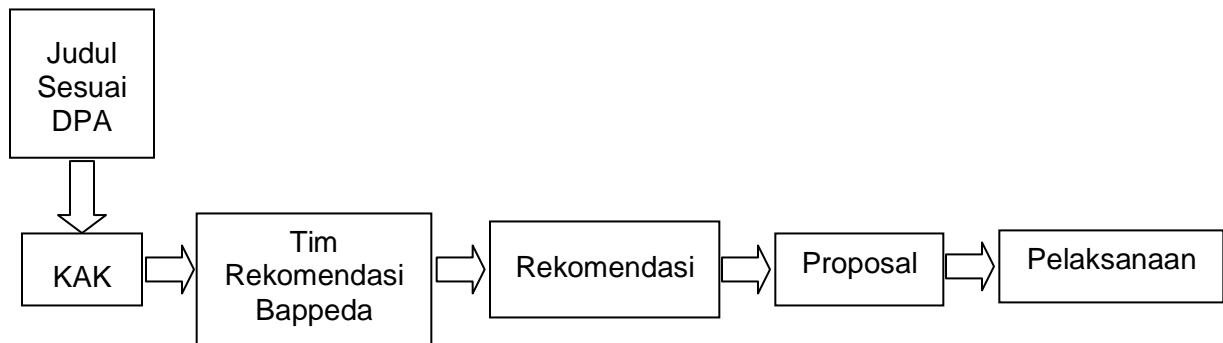 Judul
Sesuai
DPA
KAK
Tim
Rekomendasi
Bappeda
Rekomendasi
Proposal
Pelaksanaan